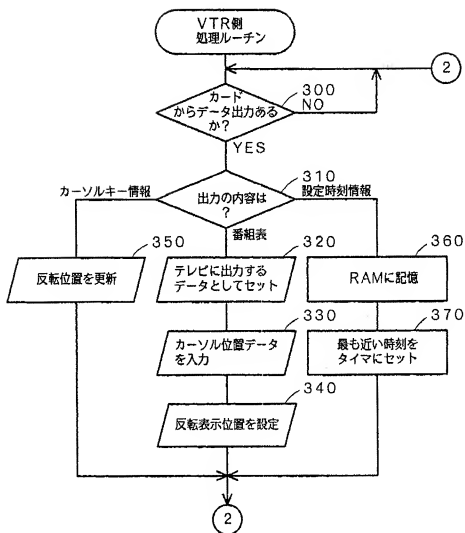 VTR側
処理ルーチン
2
カード
からデータ出力ある
か?
300
NO
YES
310
カーソルキー情報
出力の内容は
?
設定時刻情報
番組表
350
反転位置を更新
320
テレビに出力する
データとしてセット
360
RAMに記憶
330
カーソル位置データ
を入力
370
最も近い時刻を
タイマにセット
340
反転表示位置を設定
2